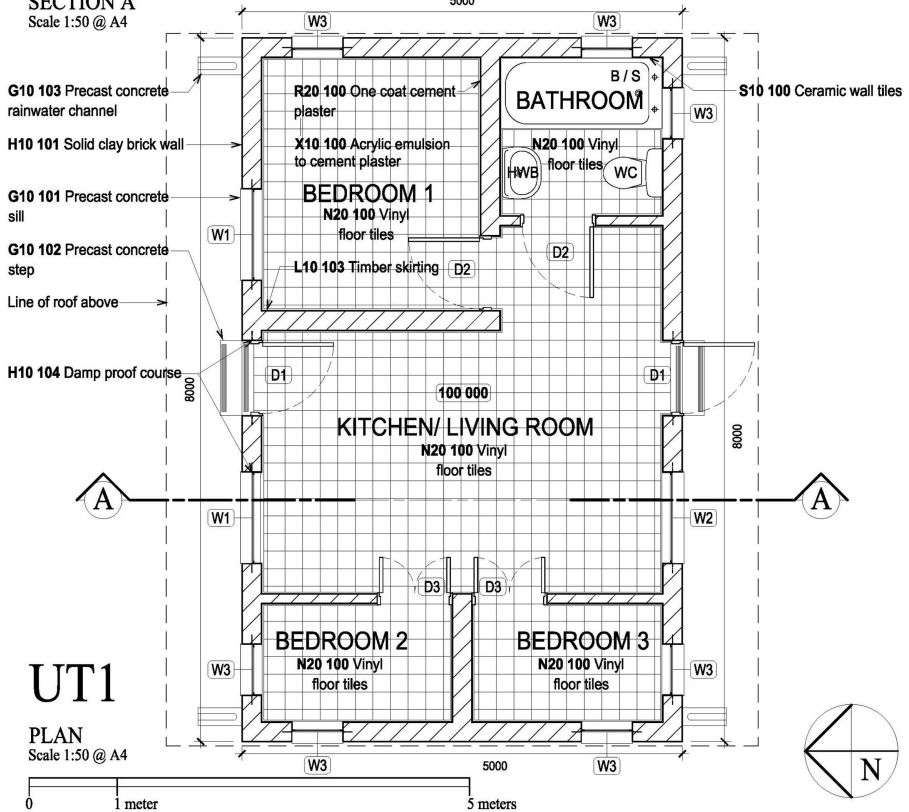 SECTION A
Scale 1:50 @ A4
5000
W3
W3
G10 103 Precast concrete
rainwater channel
H10 101 Solid clay brick wall
G10 101 Precast concrete
sill
G10 102 Precast concrete
step
Line of roof above
H10 104 Damp proof course
R20 100 One coat cement
plaster
X10 100 Acrylic emulsion
to cement plaster
BEDROOM 1
N20 100 Vinyl
floor tiles
L10 103 Timber skirting
B / S
BATHROOM
N20 100 Vinyl
floor tiles
HWB
WC
S10 100 Ceramic wall tiles
W3
W1
D2
D2
D1
D1
8000
8000
100 000
KITCHEN/ LIVING ROOM
N20 100 Vinyl
floor tiles
A
A
W1
W2
D3
D3
BEDROOM 2
N20 100 Vinyl
floor tiles
BEDROOM 3
N20 100 Vinyl
floor tiles
W3
W3
W3
W3
5000
UT1
PLAN
Scale 1:50 @ A4
0
1 meter
5 meters
N